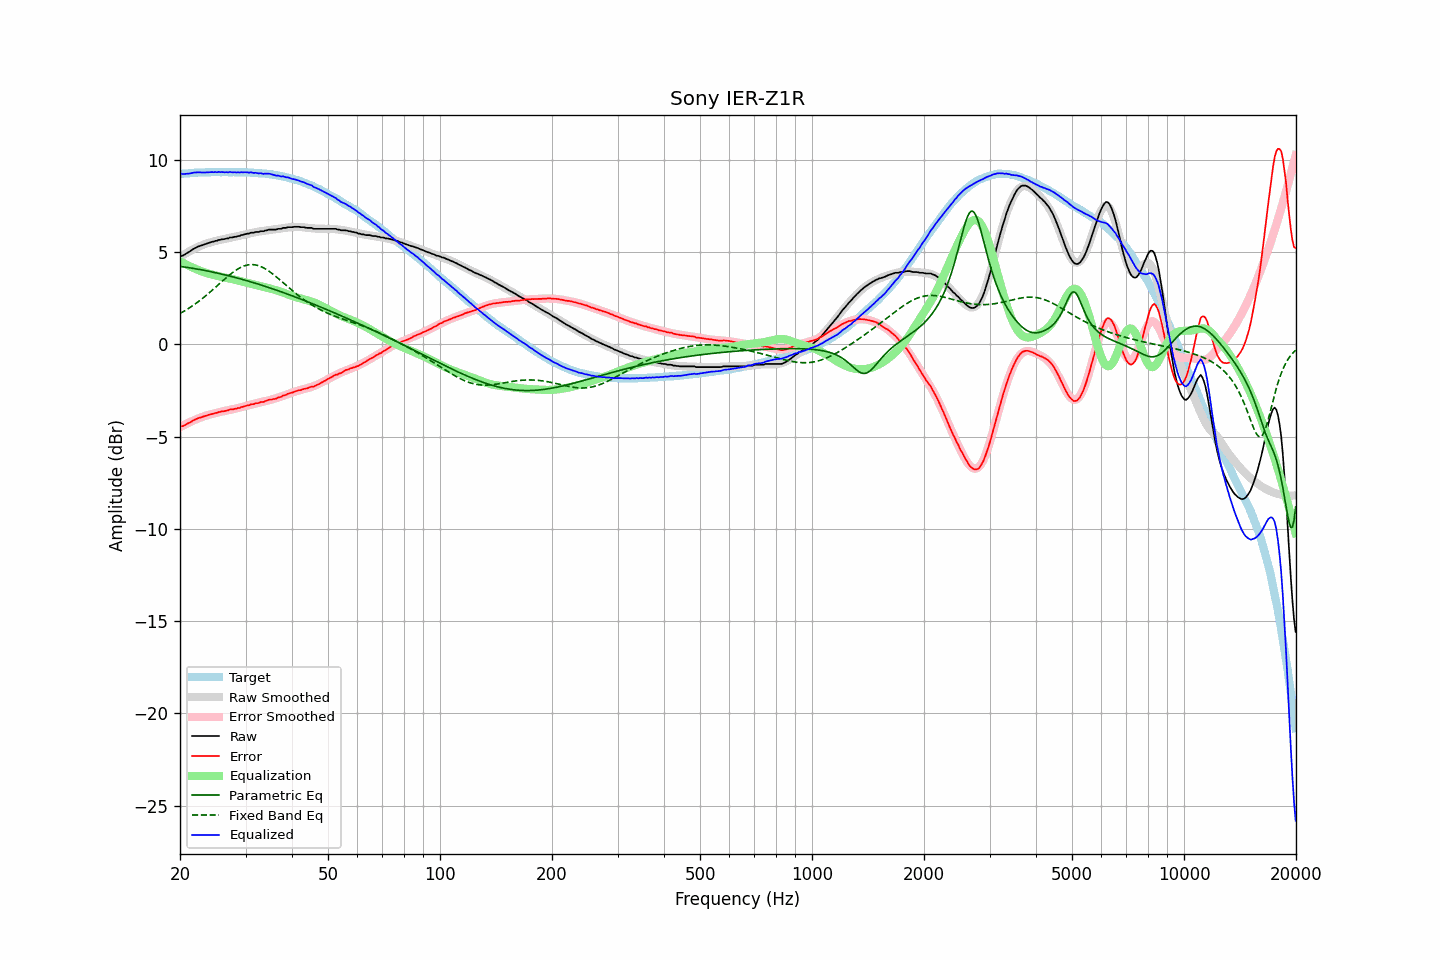 Sony IER-Z1R
Amplitude (dBr)
10
5
0
−5
−10
−15
−20
−25
Target
Raw Smoothed
Error Smoothed
Raw
Error
Equalization
Parametric Eq
Fixed Band Eq
Equalized
20 50 100 200 500 1000 2000 5000 10000 20000
Frequency (Hz)